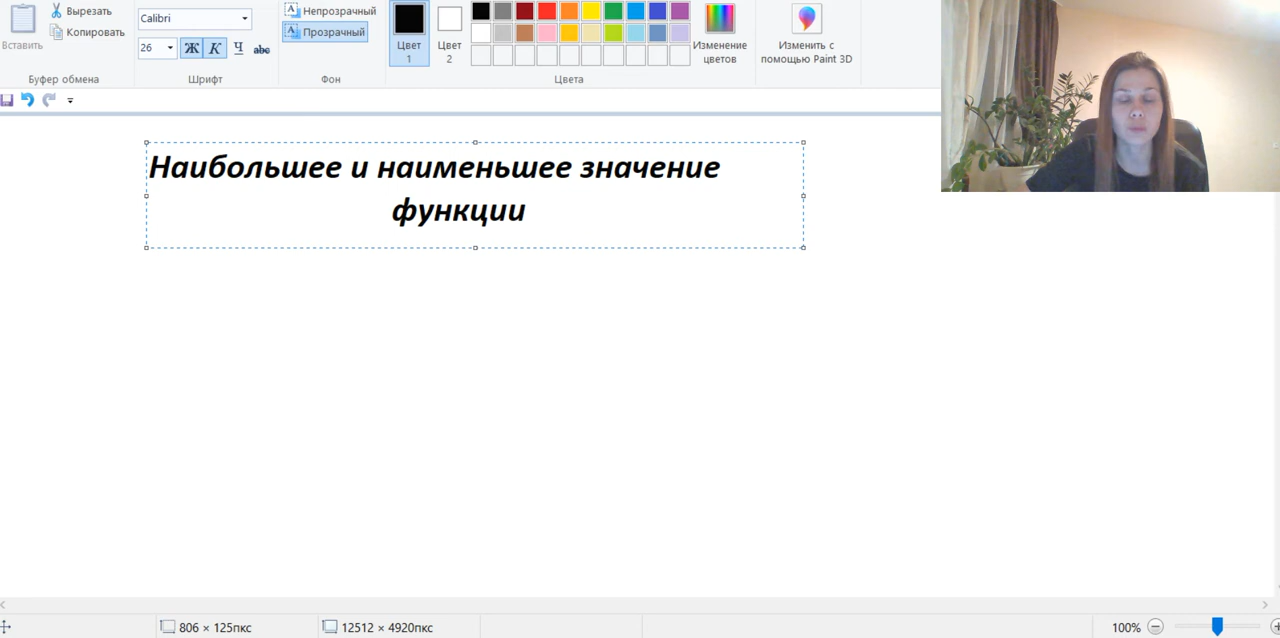 Вставить
Вырезать
Копировать
Буфер обмена
Calibri
26
Ж К Ч abc
Шрифт
Непрозрачный
Прозрачный
Фон
Цвет
1
Цвет
2
Цвета
Изменение
цветов
Изменить с
помощью Paint 3D
Наибольшее и наименьшее значение
функции
806 × 125пкс
12512 × 4920пкс
100%